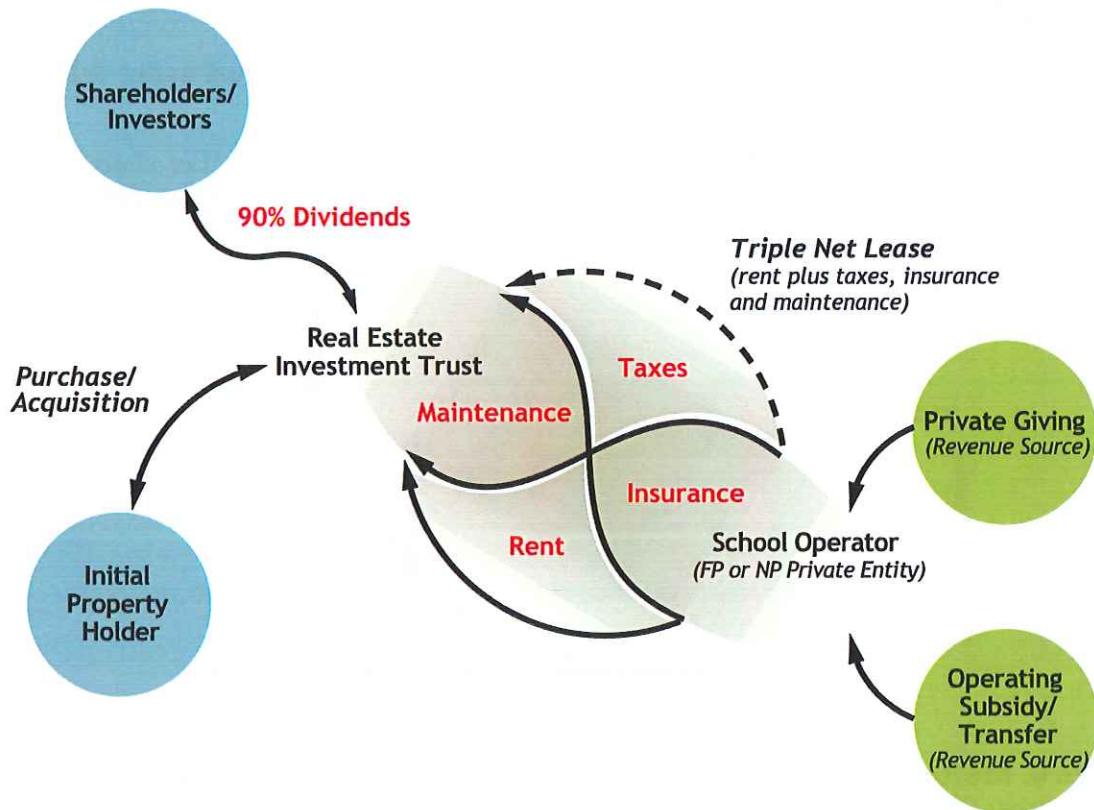 Shareholders/
Investors
90% Dividends
Triple Net Lease
(rent plus taxes, insurance
and maintenance)
Real Estate
Investment Trust
Purchase/
Acquisition
Taxes
Maintenance
Private Giving
(Revenue Source)
Insurance
Rent
School Operator
(FP or NP Private Entity)
Initial
Property
Holder
Operating
Subsidy/
Transfer
(Revenue Source)